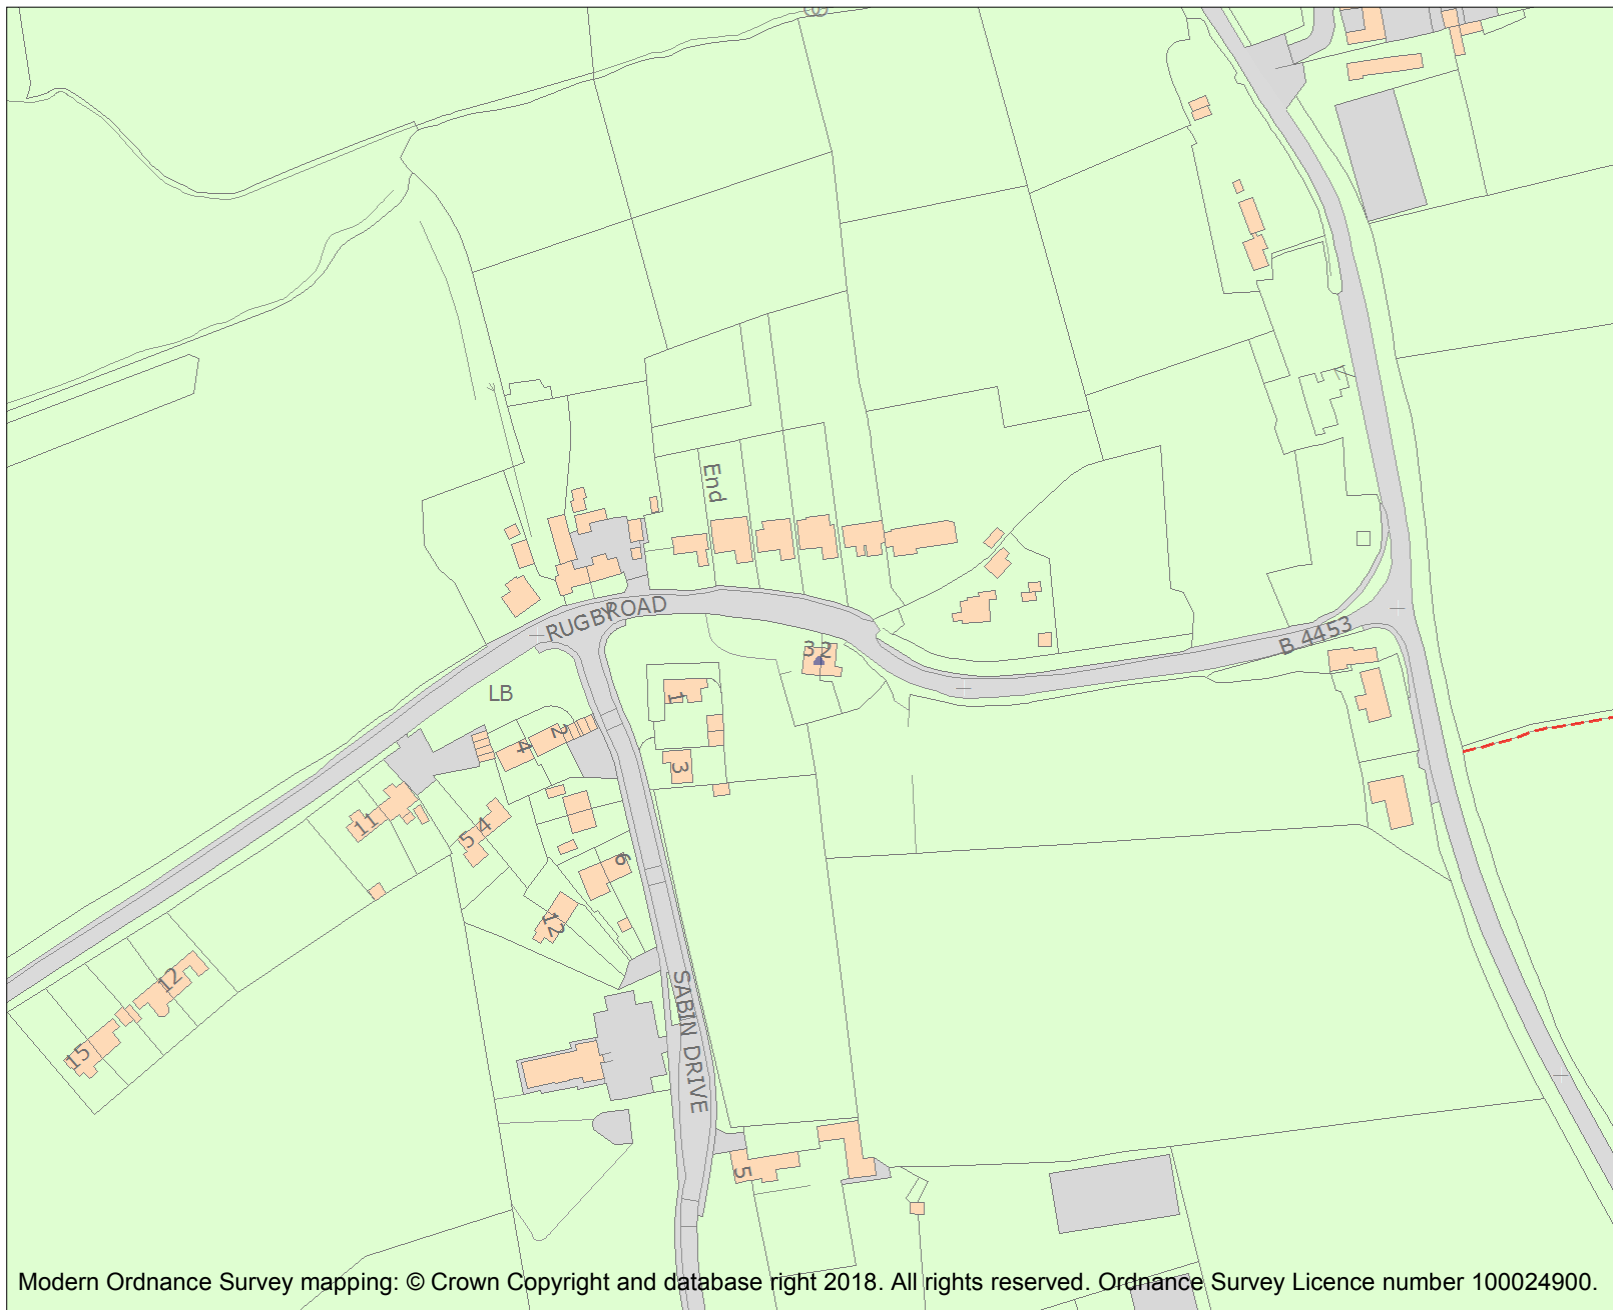 End
RUGBY ROAD
32
B 4453
LB
1
2
4
3
11
5 4
6
12
12
15
SABIN DRIVE
5
Modern Ordnance Survey mapping: © Crown Copyright and database right 2018. All rights reserved. Ordnance Survey Licence number 100024900.